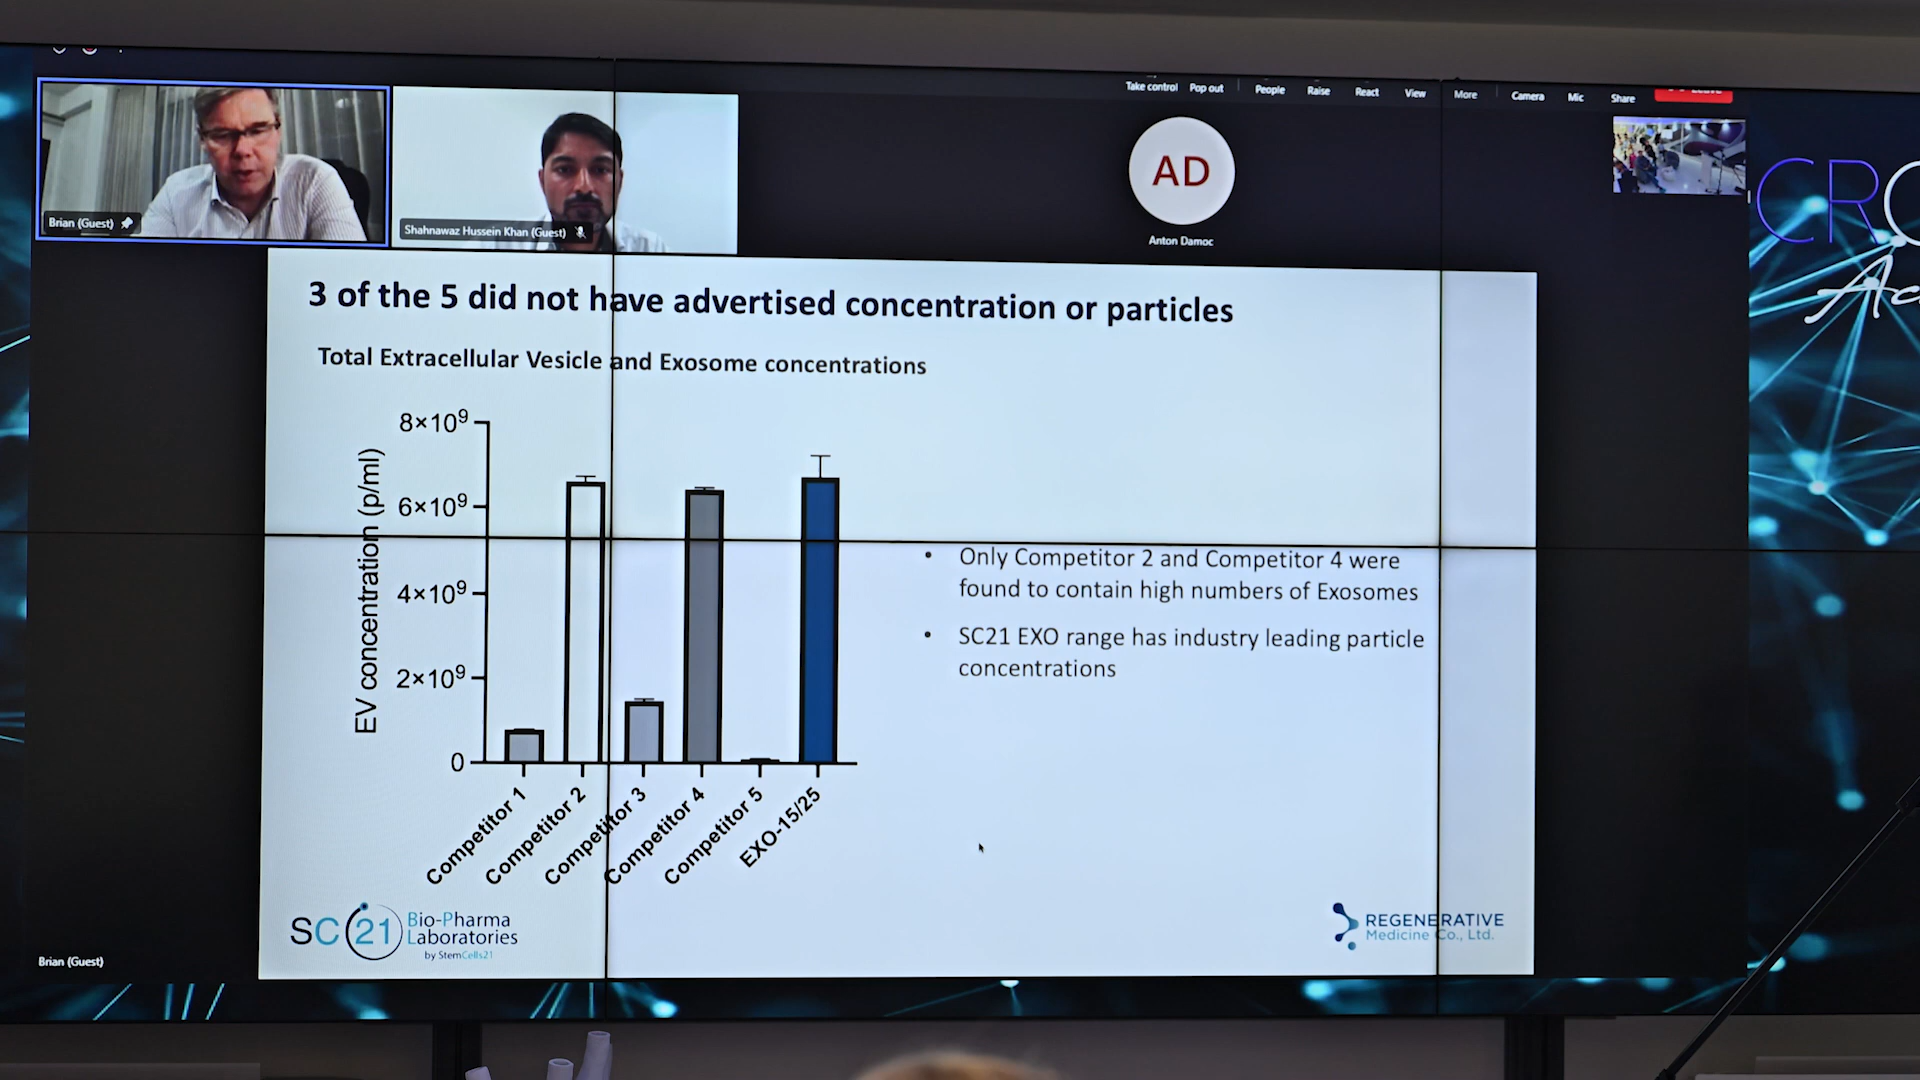 Take control
Pop out
People
Raise
React
View
More
Camera
Mic
Share
Leave
Brian (Guest)
Shahnawaz Hussein Khan (Guest)
AD
Anton Damoc
CRO
3 of the 5 did not have advertised concentration or particles
Total Extracellular Vesicle and Exosome concentrations
EV concentration (p/ml)
8×10⁹
6×10⁹
4×10⁹
2×10⁹
0
Competitor 1
Competitor 2
Competitor 3
Competitor 4
Competitor 5
EXO-15/25
• Only Competitor 2 and Competitor 4 were
found to contain high numbers of Exosomes
• SC21 EXO range has industry leading particle
concentrations
SC21 Bio-Pharma
Laboratories
by StemCells21
REGENERATIVE
Medicine Co., Ltd.
Brian (Guest)